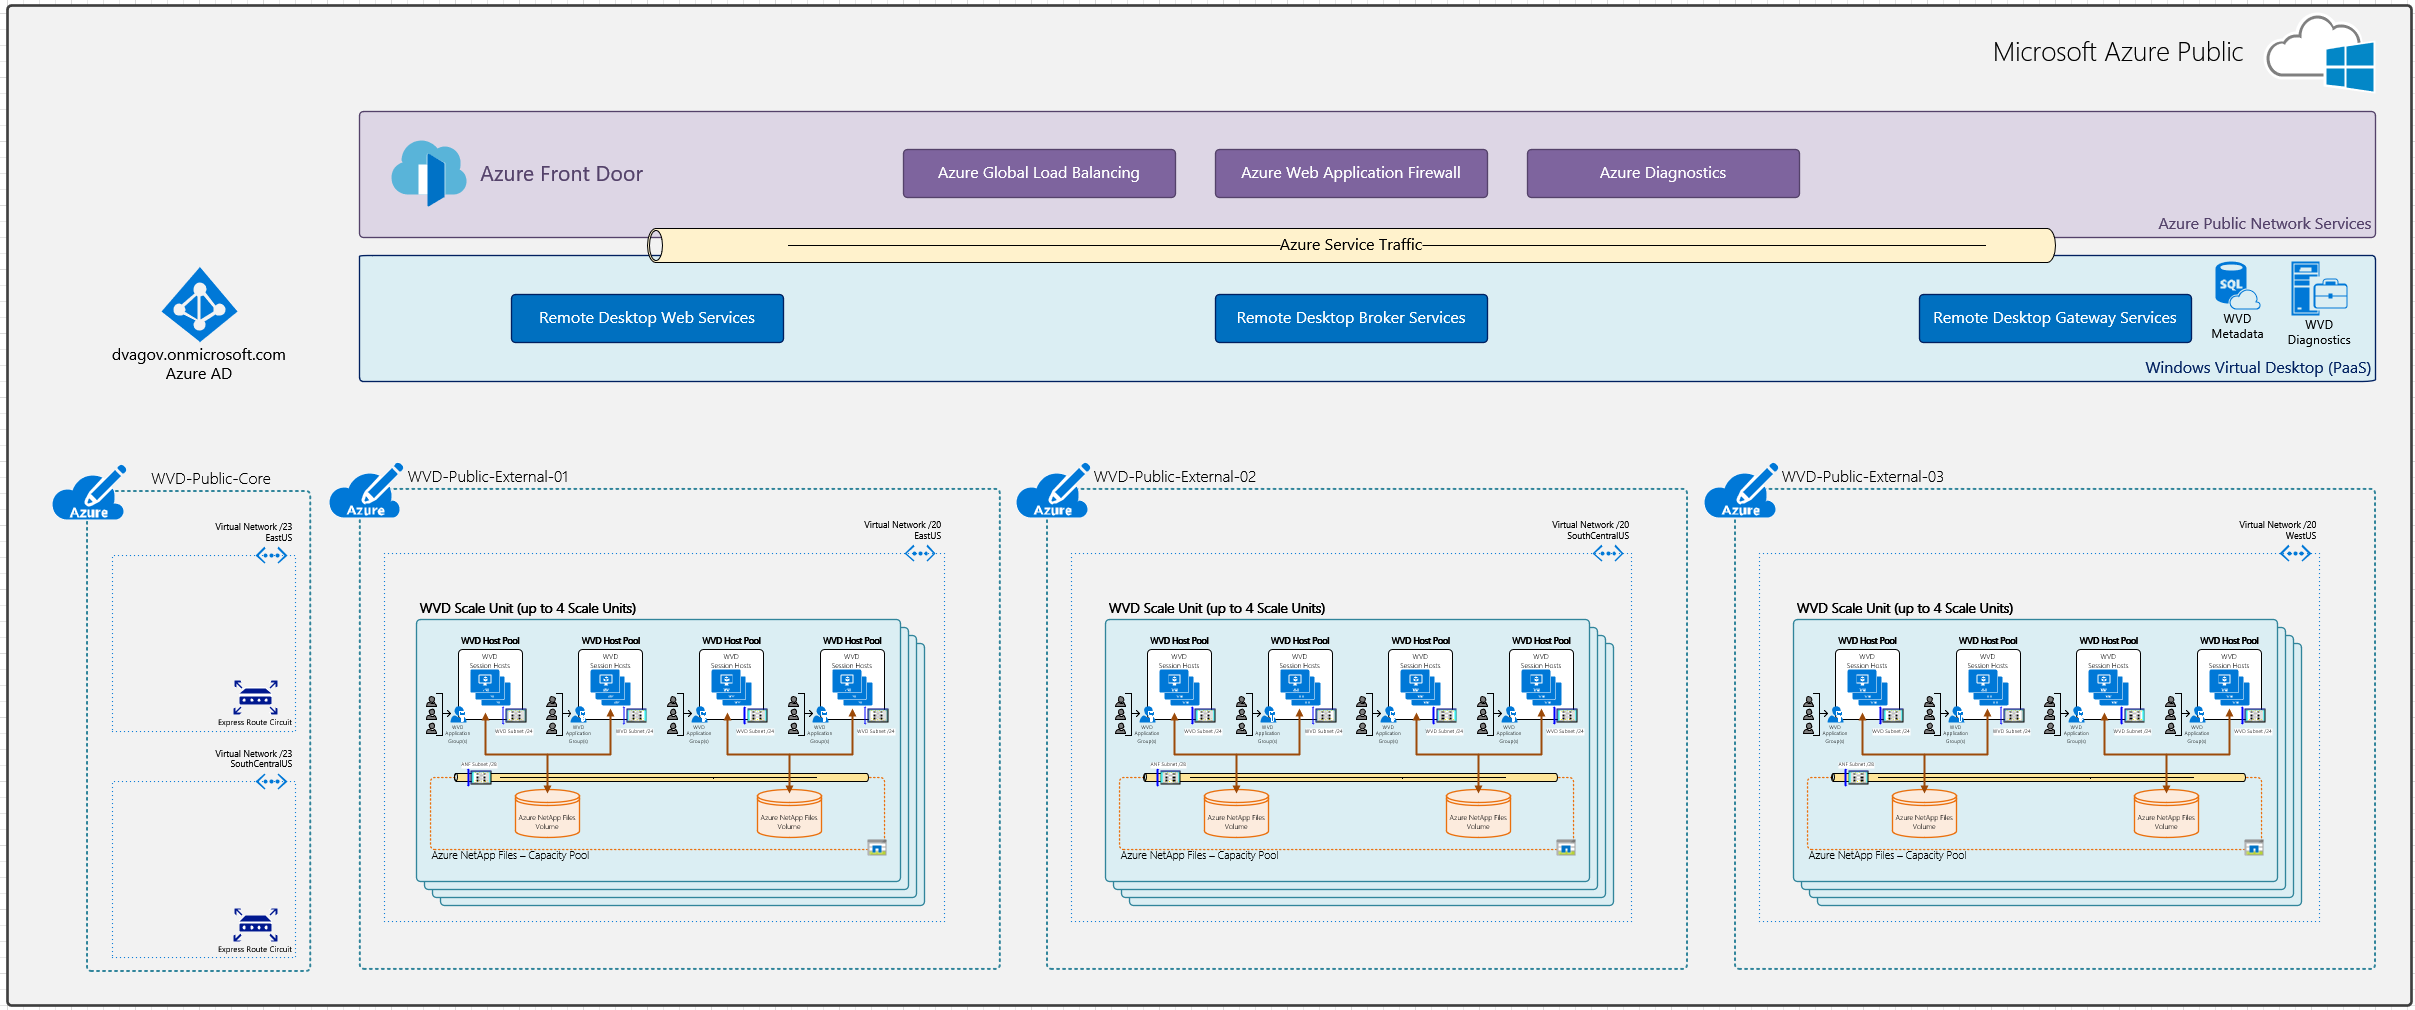 Microsoft Azure Public
Azure Front Door
Azure Global Load Balancing
Azure Web Application Firewall
Azure Diagnostics
Azure Public Network Services
Azure Service Traffic
Remote Desktop Web Services
Remote Desktop Broker Services
Remote Desktop Gateway Services
SQL
WVD
Metadata
WVD
Diagnostics
Windows Virtual Desktop (PaaS)
dvagov.onmicrosoft.com
Azure AD
Azure
WVD-Public-Core
Virtual Network /23
EastUS
Express Route Circuit
Virtual Network /23
SouthCentralUS
Express Route Circuit
Azure
WVD-Public-External-01
Virtual Network /20
EastUS
WVD Scale Unit (up to 4 Scale Units)
WVD Host Pool
WVD
Session Hosts
WVD
Application
Group(s)
WVD Subnet /24
WVD Host Pool
WVD
Session Hosts
WVD
Application
Group(s)
WVD Subnet /24
WVD Host Pool
WVD
Session Hosts
WVD
Application
Group(s)
WVD Subnet /24
WVD Host Pool
WVD
Session Hosts
WVD
Application
Group(s)
WVD Subnet /24
ANF Subnet /28
Azure NetApp Files
Volume
Azure NetApp Files
Volume
Azure NetApp Files – Capacity Pool
Azure
WVD-Public-External-02
Virtual Network /20
SouthCentralUS
WVD Scale Unit (up to 4 Scale Units)
WVD Host Pool
WVD
Session Hosts
WVD
Application
Group(s)
WVD Subnet /24
WVD Host Pool
WVD
Session Hosts
WVD
Application
Group(s)
WVD Subnet /24
WVD Host Pool
WVD
Session Hosts
WVD
Application
Group(s)
WVD Subnet /24
WVD Host Pool
WVD
Session Hosts
WVD
Application
Group(s)
WVD Subnet /24
ANF Subnet /28
Azure NetApp Files
Volume
Azure NetApp Files
Volume
Azure NetApp Files – Capacity Pool
Azure
WVD-Public-External-03
Virtual Network /20
WestUS
WVD Scale Unit (up to 4 Scale Units)
WVD Host Pool
WVD
Session Hosts
WVD
Application
Group(s)
WVD Subnet /24
WVD Host Pool
WVD
Session Hosts
WVD
Application
Group(s)
WVD Subnet /24
WVD Host Pool
WVD
Session Hosts
WVD
Application
Group(s)
WVD Subnet /24
WVD Host Pool
WVD
Session Hosts
WVD
Application
Group(s)
WVD Subnet /24
ANF Subnet /28
Azure NetApp Files
Volume
Azure NetApp Files
Volume
Azure NetApp Files – Capacity Pool